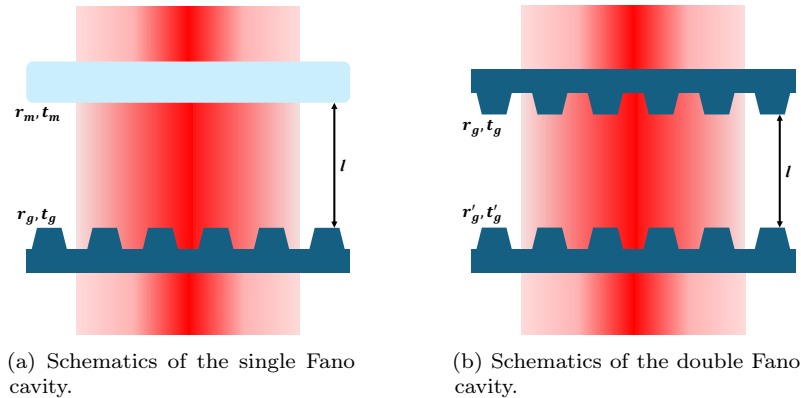 r_m, t_m
l
r_g, t_g
(a) Schematics of the single Fano
cavity.
r_g, t_g
l
r'_g, t'_g
(b) Schematics of the double Fano
cavity.